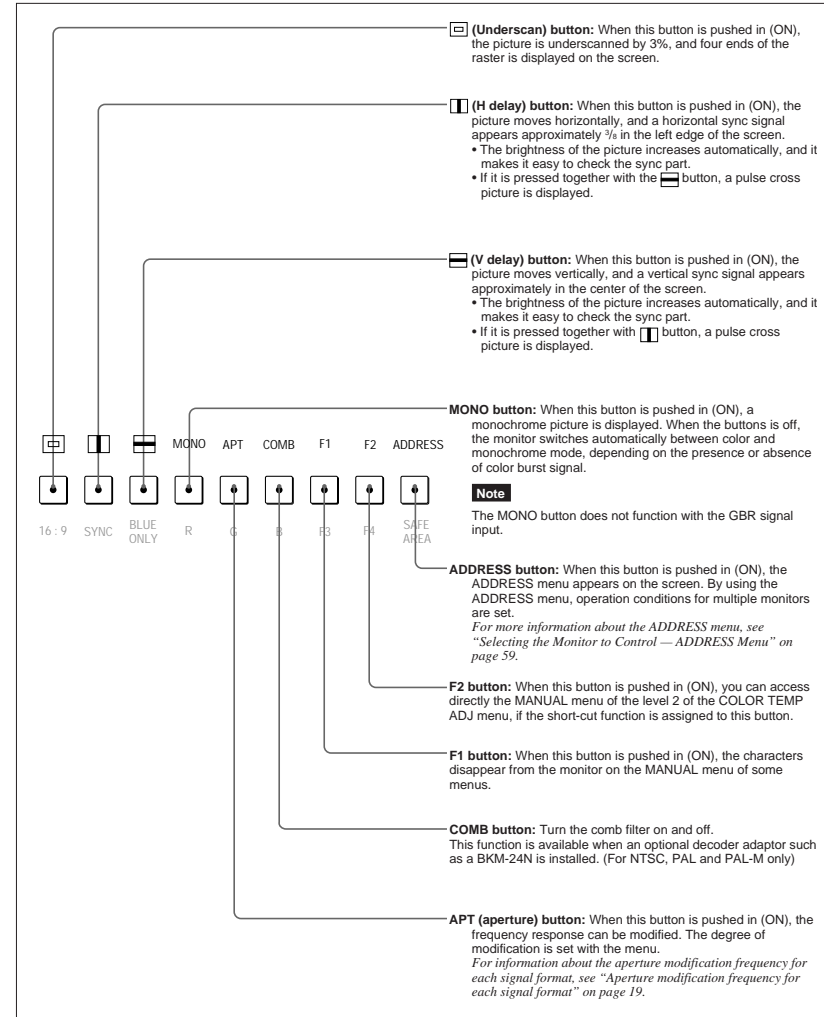 (Underscan) button: When this button is pushed in (ON),
the picture is underscanned by 3%, and four ends of the
raster is displayed on the screen.
(H delay) button: When this button is pushed in (ON), the
picture moves horizontally, and a horizontal sync signal
appears approximately 3/8 in the left edge of the screen.
• The brightness of the picture increases automatically, and it
makes it easy to check the sync part.
• If it is pressed together with the button, a pulse cross
picture is displayed.
(V delay) button: When this button is pushed in (ON), the
picture moves vertically, and a vertical sync signal appears
approximately in the center of the screen.
• The brightness of the picture increases automatically, and it
makes it easy to check the sync part.
• If it is pressed together with button, a pulse cross
picture is displayed.
MONO button: When this button is pushed in (ON), a
monochrome picture is displayed. When the buttons is off,
the monitor switches automatically between color and
monochrome mode, depending on the presence or absence
of color burst signal.
Note
The MONO button does not function with the GBR signal
input.
MONO APT COMB F1 F2 ADDRESS
16 : 9 SYNC BLUE ONLY R G B F3 F4 SAFE AREA
ADDRESS button: When this button is pushed in (ON), the
ADDRESS menu appears on the screen. By using the
ADDRESS menu, operation conditions for multiple monitors
are set.
For more information about the ADDRESS menu, see
“Selecting the Monitor to Control — ADDRESS Menu” on
page 59.
F2 button: When this button is pushed in (ON), you can access
directly the MANUAL menu of the level 2 of the COLOR TEMP
ADJ menu, if the short-cut function is assigned to this button.
F1 button: When this button is pushed in (ON), the characters
disappear from the monitor on the MANUAL menu of some
menus.
COMB button: Turn the comb filter on and off.
This function is available when an optional decoder adaptor such
as a BKM-24N is installed. (For NTSC, PAL and PAL-M only)
APT (aperture) button: When this button is pushed in (ON), the
frequency response can be modified. The degree of
modification is set with the menu.
For information about the aperture modification frequency for
each signal format, see “Aperture modification frequency for
each signal format” on page 19.